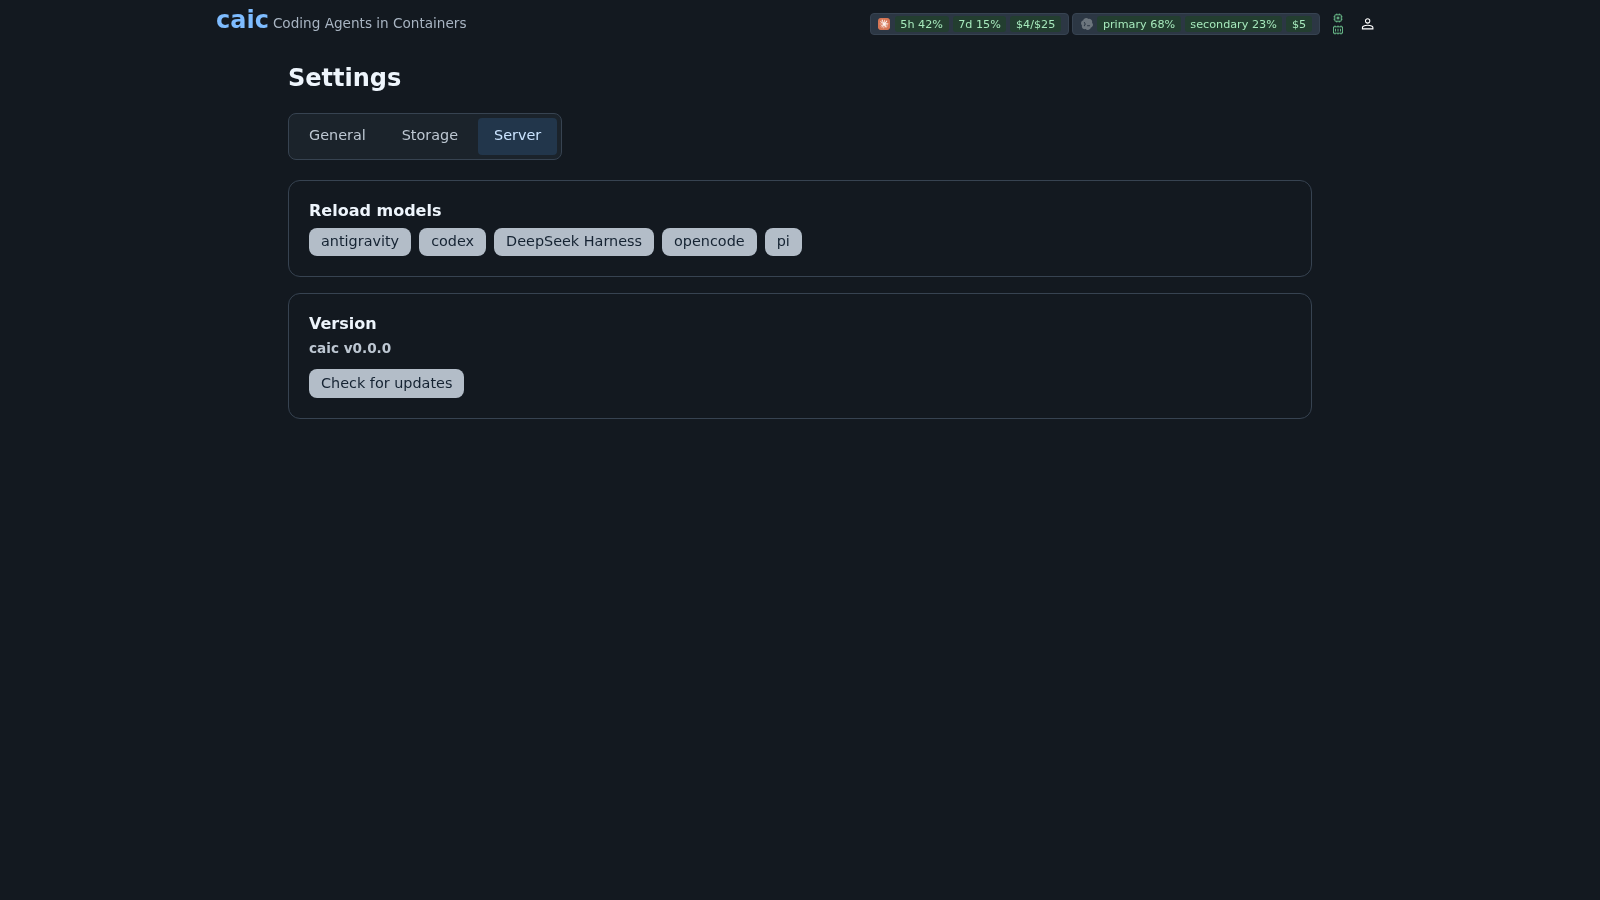 caic Coding Agents in Containers
5h 42% 7d 15% $4/$25 primary 68% secondary 23% $5
Settings
General Storage Server
Reload models
antigravity codex DeepSeek Harness opencode pi
Version
caic v0.0.0
Check for updates